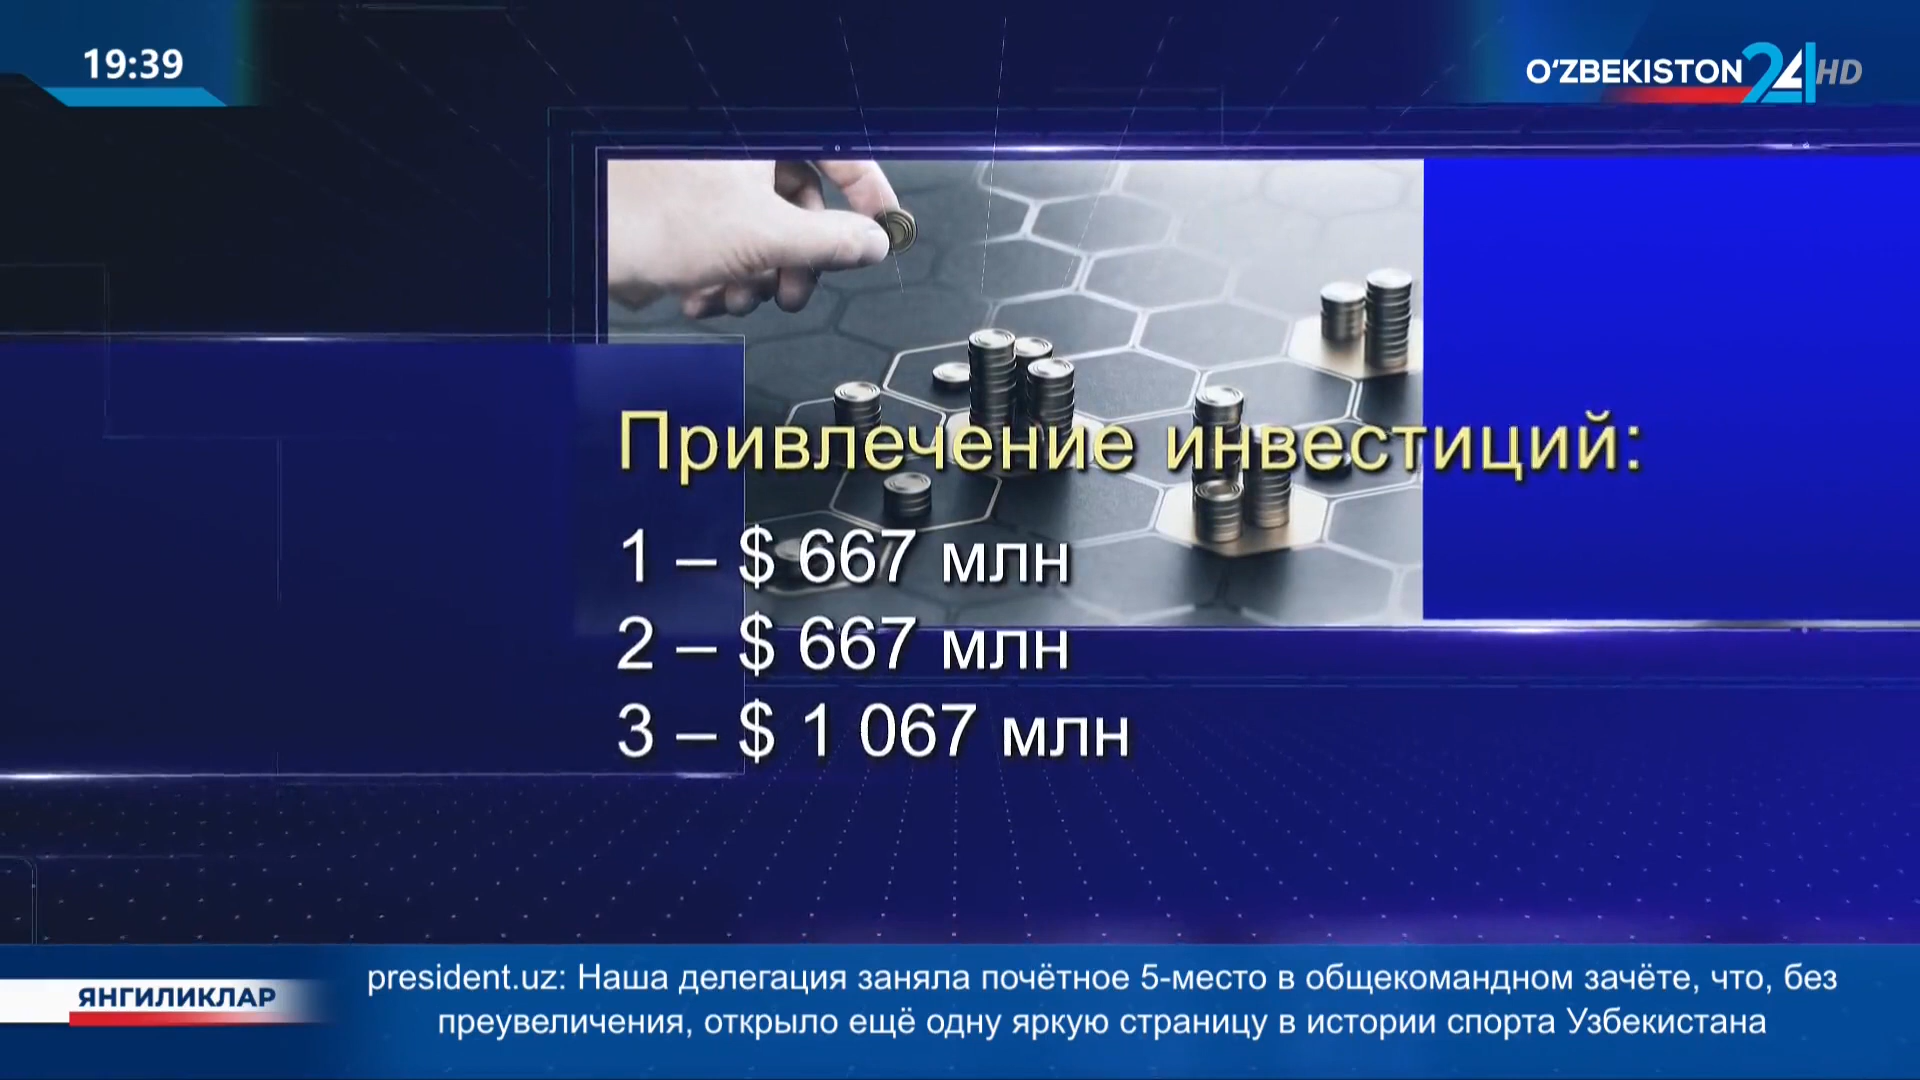 19:39
O‘ZBEKISTON 24 HD
Привлечение инвестиций:
1 – $ 667 млн
2 – $ 667 млн
3 – $ 1 067 млн
ЯНГИЛИКЛАР
president.uz: Наша делегация заняла почётное 5-место в общекомандном зачёте, что, без
преувеличения, открыло ещё одну яркую страницу в истории спорта Узбекистана